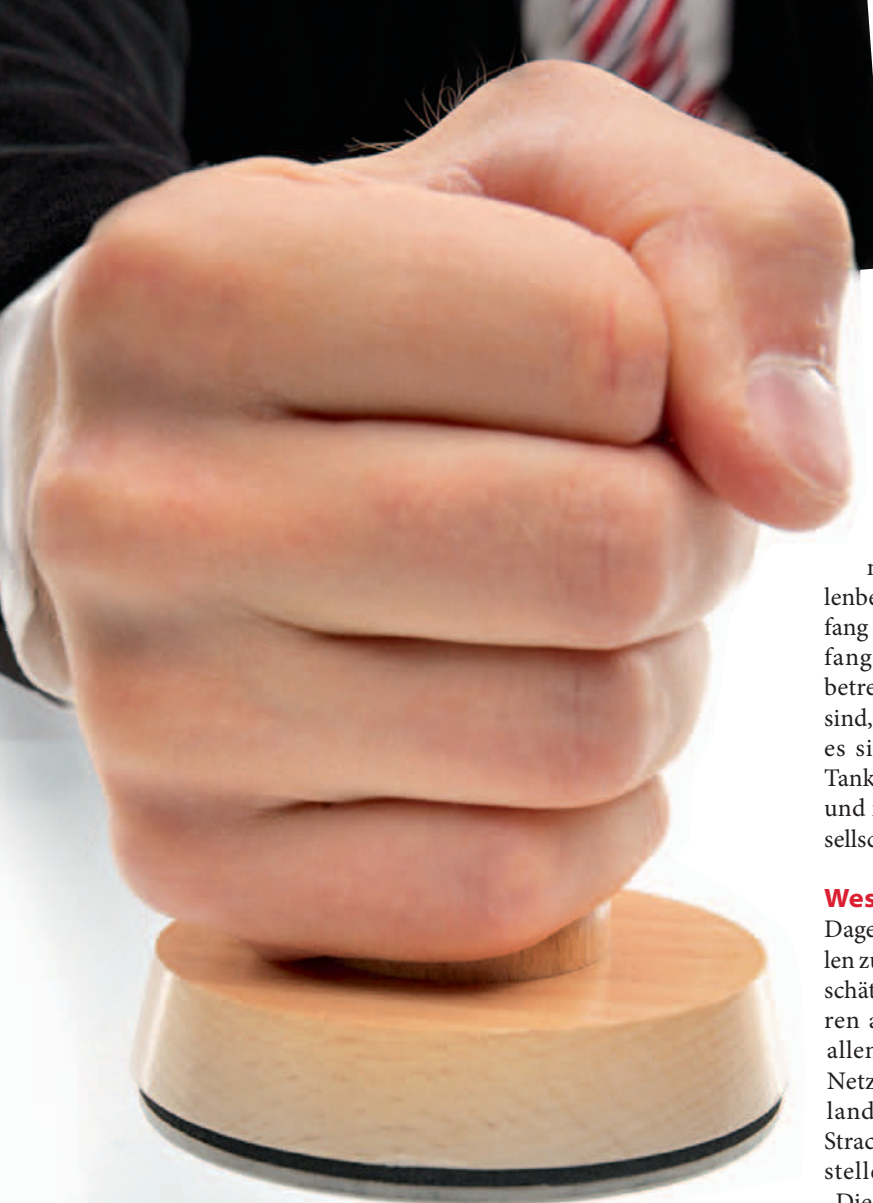 lenbe
fang
fang
betre
sind,
es si
Tank
und
sellsc
Wes
Dage
len zu
schät
ren a
aller
Netz
land
Strac
stelle
Die